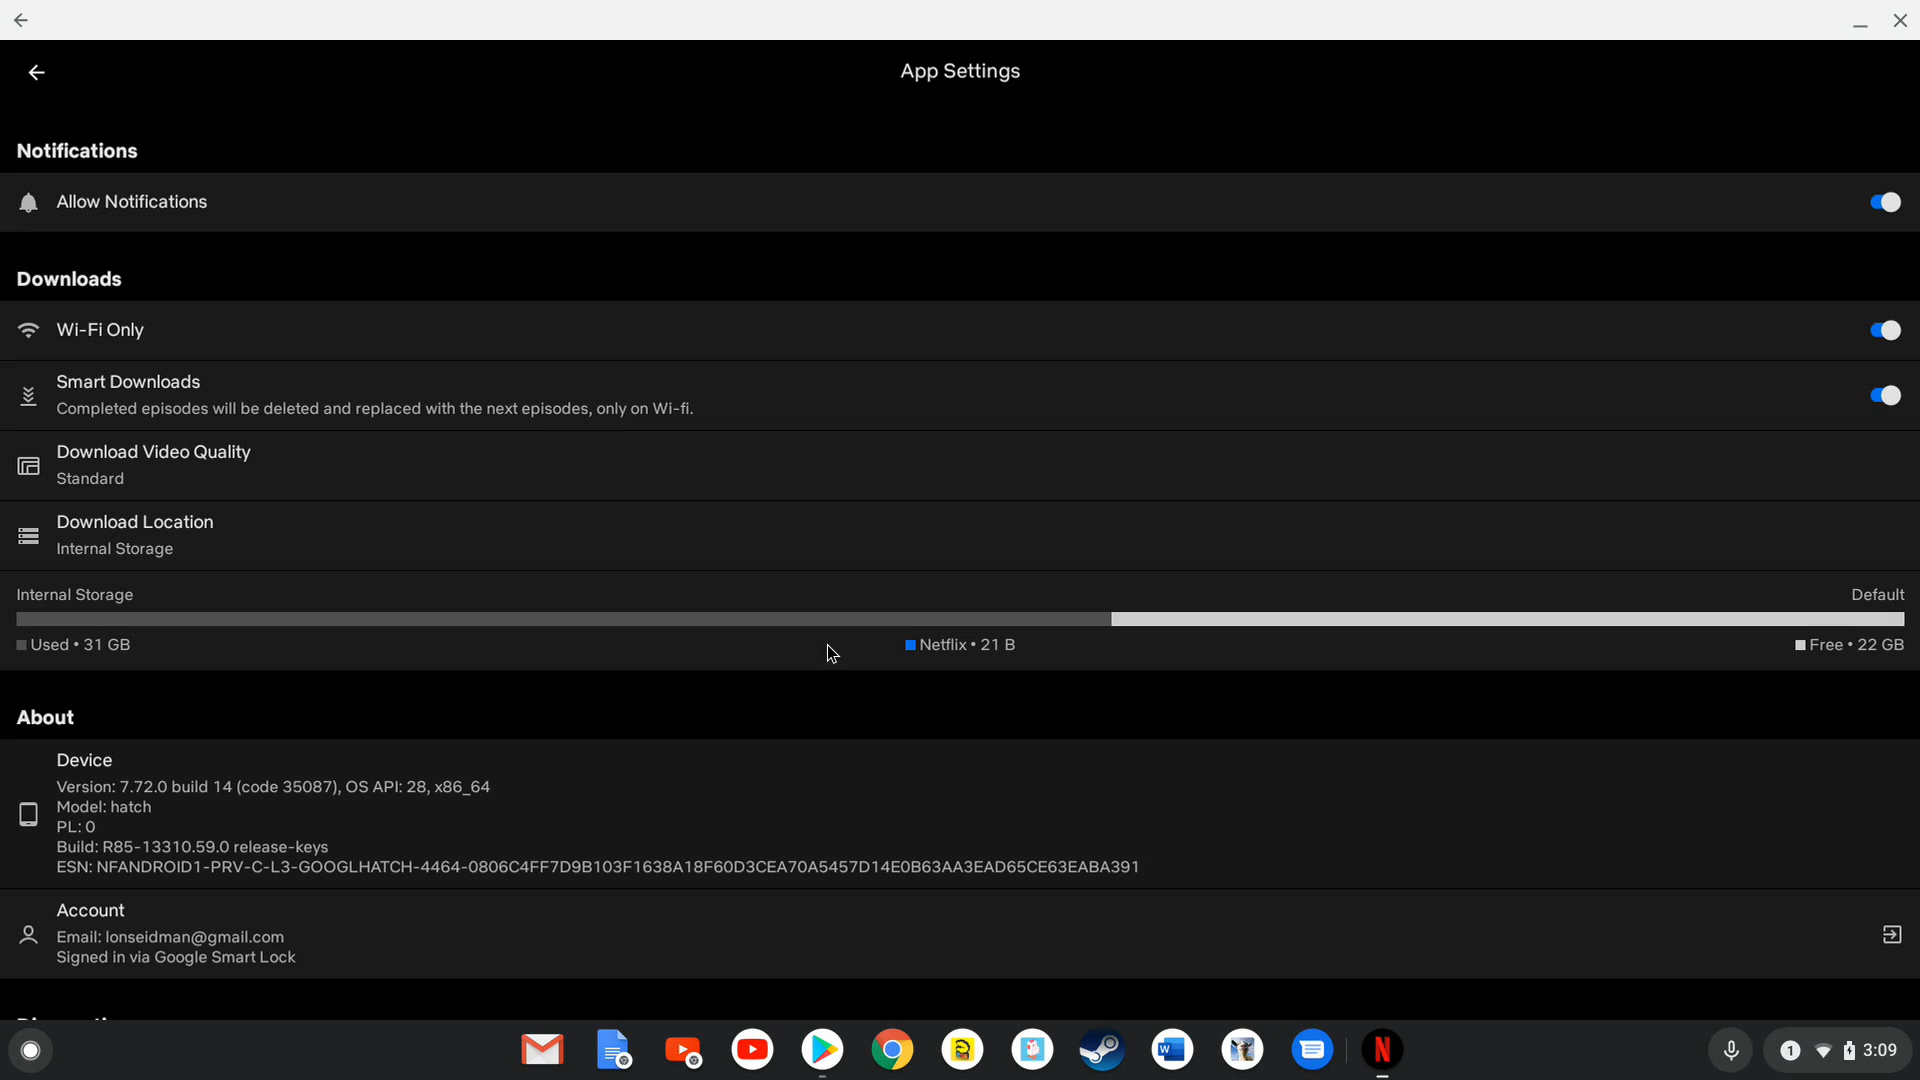 App Settings
Notifications
Allow Notifications
Downloads
Wi-Fi Only
Smart Downloads
Completed episodes will be deleted and replaced with the next episodes, only on Wi-fi.
Download Video Quality
Standard
Download Location
Internal Storage
Internal Storage Default
Used • 31 GB Netflix • 21 B Free • 22 GB
About
Device
Version: 7.72.0 build 14 (code 35087), OS API: 28, x86_64
Model: hatch
PL: 0
Build: R85-13310.59.0 release-keys
ESN: NFANDROID1-PRV-C-L3-GOOGLHATCH-4464-0806C4FF7D9B103F1638A18F60D3CEA70A5457D14E0B63AA3EAD65CE63EABA391
Account
Email: lonseidman@gmail.com
Signed in via Google Smart Lock
1 3:09